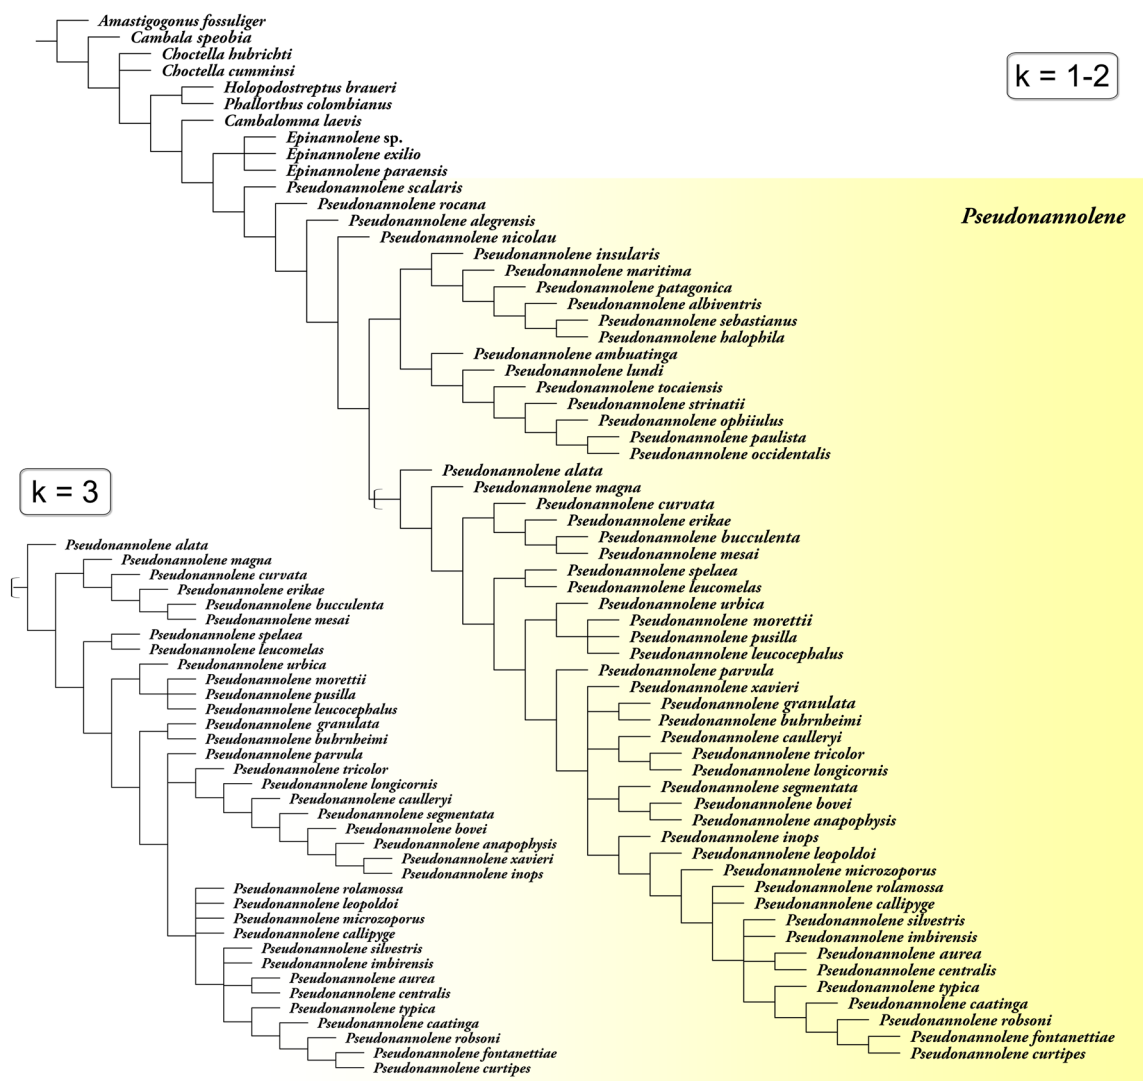 Amastigogonus fossuliger
Cambala speobia
Choctella hubrichti
Choctella cumminsi
Holopodostreptus braueri
Phallorthus colombianus
Cambalomma laevis
Epinannolene sp.
Epinannolene exilio
Epinannolene paraensis
Pseudonannolene scalaris
Pseudonannolene rocana
Pseudonannolene alegrensis
Pseudonannolene nicolau
Pseudonannolene insularis
Pseudonannolene maritima
Pseudonannolene patagonica
Pseudonannolene albiventris
Pseudonannolene sebastianus
Pseudonannolene halophila
Pseudonannolene ambuatinga
Pseudonannolene lundi
Pseudonannolene tocaiensis
Pseudonannolene strinatii
Pseudonannolene ophiiulus
Pseudonannolene paulista
Pseudonannolene occidentalis
Pseudonannolene alata
Pseudonannolene magna
Pseudonannolene curvata
Pseudonannolene erikae
Pseudonannolene bucculenta
Pseudonannolene mesai
Pseudonannolene spelaea
Pseudonannolene leucomelas
Pseudonannolene urbica
Pseudonannolene morettii
Pseudonannolene pusilla
Pseudonannolene leucocephalus
Pseudonannolene parvula
Pseudonannolene xavieri
Pseudonannolene granulata
Pseudonannolene buhrnheimi
Pseudonannolene caulleryi
Pseudonannolene tricolor
Pseudonannolene longicornis
Pseudonannolene segmentata
Pseudonannolene bovei
Pseudonannolene anapophysis
Pseudonannolene inops
Pseudonannolene leopoldoi
Pseudonannolene microzoporus
Pseudonannolene rolamossa
Pseudonannolene callipyge
Pseudonannolene silvestris
Pseudonannolene imbirensis
Pseudonannolene aurea
Pseudonannolene centralis
Pseudonannolene typica
Pseudonannolene caatinga
Pseudonannolene robsoni
Pseudonannolene fontanettiae
Pseudonannolene curtipes
k = 1-2
Pseudonannolene
k = 3
Pseudonannolene alata
Pseudonannolene magna
Pseudonannolene curvata
Pseudonannolene erikae
Pseudonannolene bucculenta
Pseudonannolene mesai
Pseudonannolene spelaea
Pseudonannolene leucomelas
Pseudonannolene urbica
Pseudonannolene morettii
Pseudonannolene pusilla
Pseudonannolene leucocephalus
Pseudonannolene granulata
Pseudonannolene buhrnheimi
Pseudonannolene parvula
Pseudonannolene tricolor
Pseudonannolene longicornis
Pseudonannolene caulleryi
Pseudonannolene segmentata
Pseudonannolene bovei
Pseudonannolene anapophysis
Pseudonannolene xavieri
Pseudonannolene inops
Pseudonannolene rolamossa
Pseudonannolene leopoldoi
Pseudonannolene microzoporus
Pseudonannolene callipyge
Pseudonannolene silvestris
Pseudonannolene imbirensis
Pseudonannolene aurea
Pseudonannolene centralis
Pseudonannolene typica
Pseudonannolene caatinga
Pseudonannolene robsoni
Pseudonannolene fontanettiae
Pseudonannolene curtipes